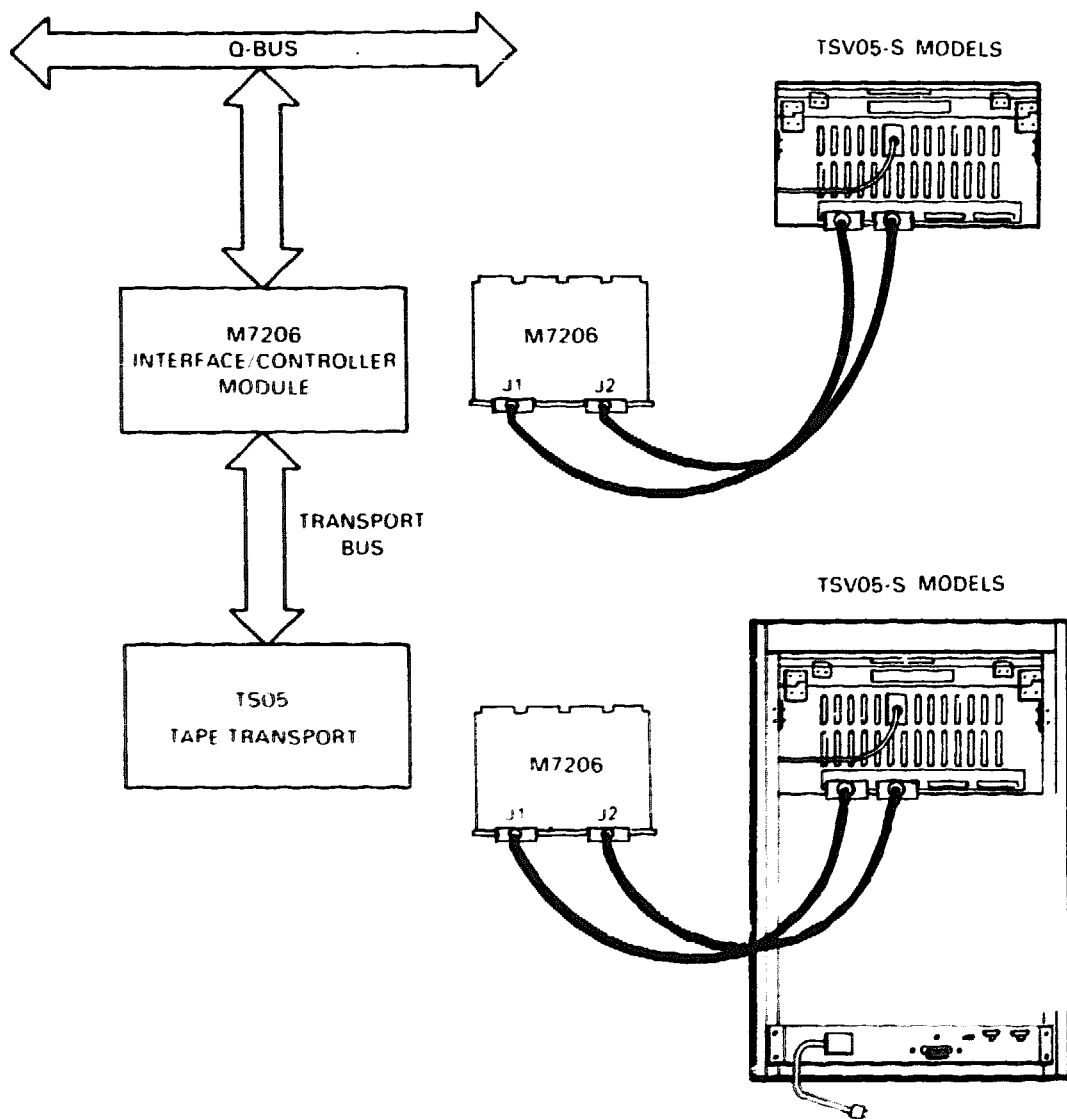 Q-BUS
TSV05-S MODELS
M7206
INTERFACE/CONTROLLER
MODULE
M7206
J1 J2
TRANSPORT
BUS
TSV05-S MODELS
TS05
TAPE TRANSPORT
M7206
J1 J2